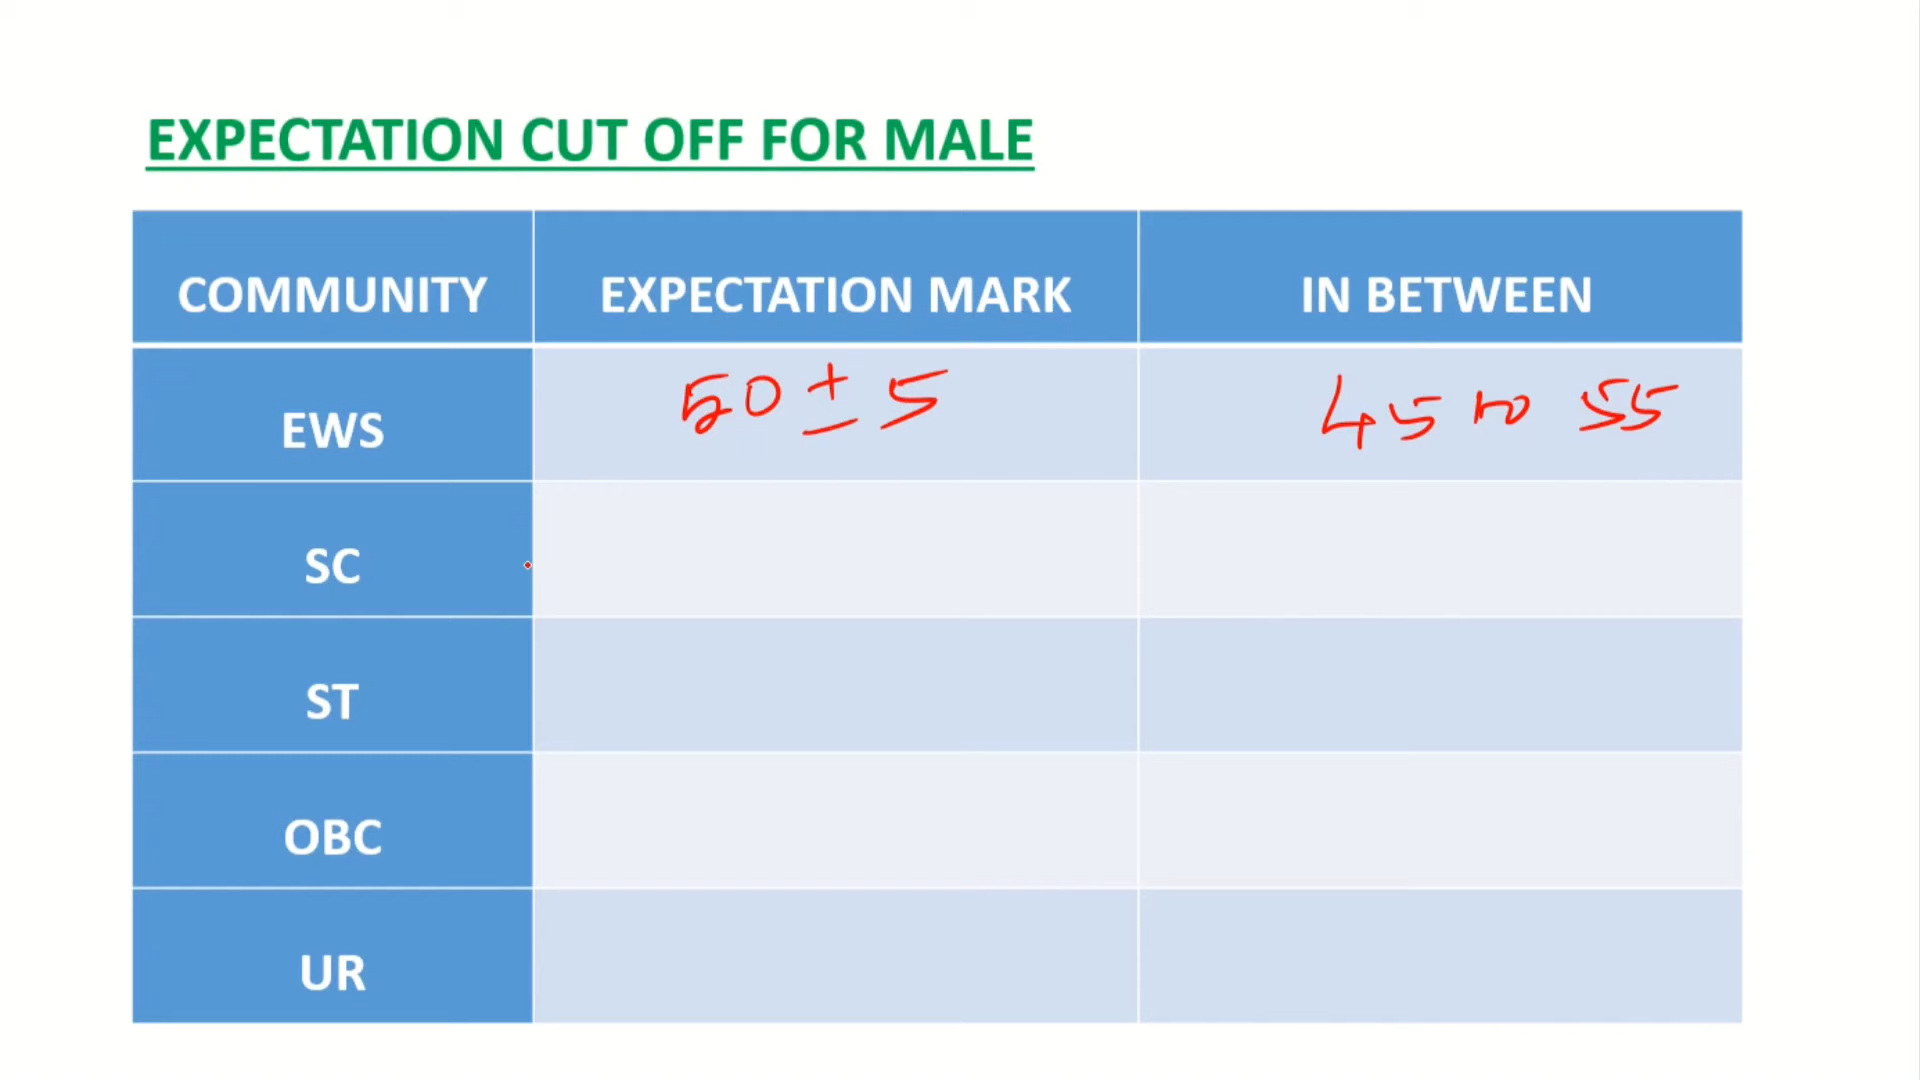 EXPECTATION CUT OFF FOR MALE
COMMUNITY EXPECTATION MARK IN BETWEEN
EWS 50 ± 5 45 to 55
SC
ST
OBC
UR